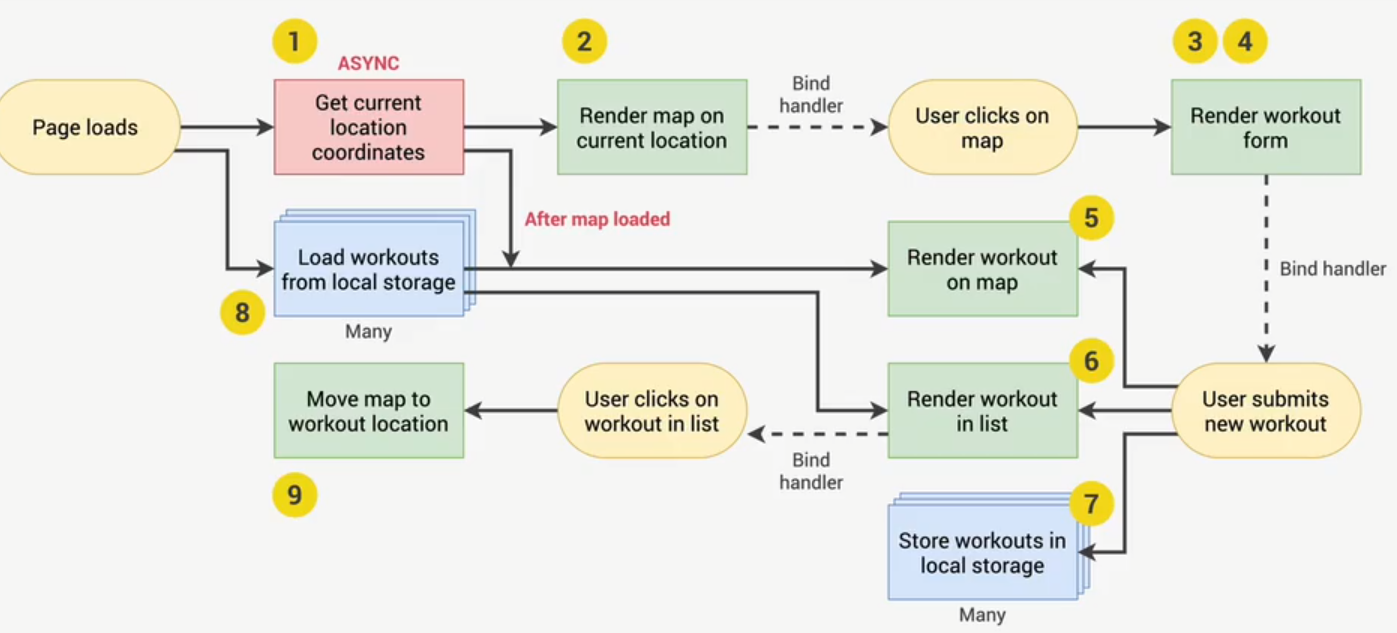 1
ASYNC
2
3
4
Page loads
Get current
location
coordinates
Render map on
current location
Bind
handler
User clicks on
map
Render workout
form
After map loaded
5
Load workouts
from local storage
8
Many
Render workout
on map
Bind handler
6
Move map to
workout location
9
User clicks on
workout in list
Bind
handler
Render workout
in list
User submits
new workout
7
Store workouts in
local storage
Many